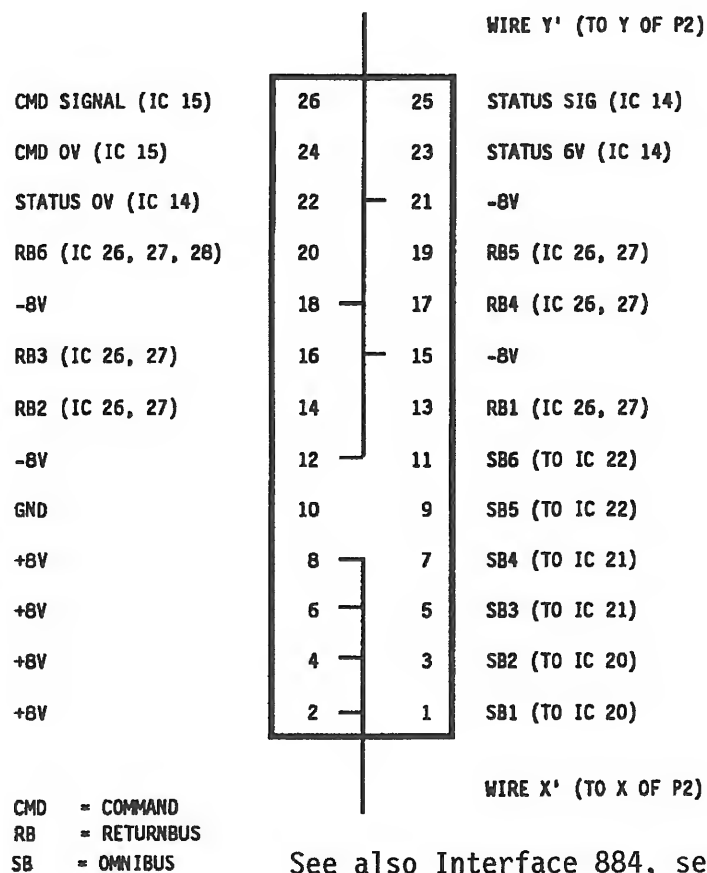 WIRE Y' (TO Y OF P2)
CMD SIGNAL (IC 15) 26 25 STATUS SIG (IC 14)
CMD OV (IC 15) 24 23 STATUS 6V (IC 14)
STATUS OV (IC 14) 22 21 -8V
RB6 (IC 26, 27, 28) 20 19 RB5 (IC 26, 27)
-8V 18 17 RB4 (IC 26, 27)
RB3 (IC 26, 27) 16 15 -8V
RB2 (IC 26, 27) 14 13 RB1 (IC 26, 27)
-8V 12 11 SB6 (TO IC 22)
GND 10 9 SB5 (TO IC 22)
+8V 8 7 SB4 (TO IC 21)
+8V 6 5 SB3 (TO IC 21)
+8V 4 3 SB2 (TO IC 20)
+8V 2 1 SB1 (TO IC 20)
WIRE X' (TO X OF P2)
CMD = COMMAND
RB = RETURNBUS
SB = OMNIBUS
See also Interface 884, se